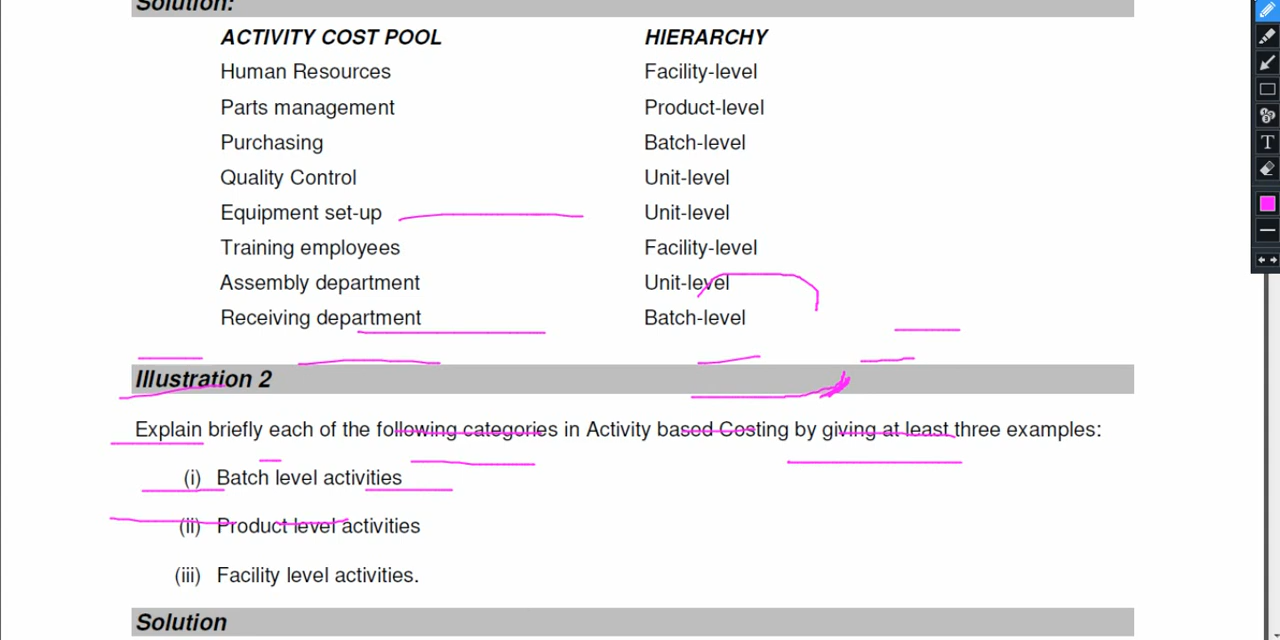 Solution:
ACTIVITY COST POOL HIERARCHY
Human Resources Facility-level
Parts management Product-level
Purchasing Batch-level
Quality Control Unit-level
Equipment set-up Unit-level
Training employees Facility-level
Assembly department Unit-level
Receiving department Batch-level
Illustration 2
Explain briefly each of the following categories in Activity based Costing by giving at least three examples:
(i) Batch level activities
(ii) Product level activities
(iii) Facility level activities.
Solution